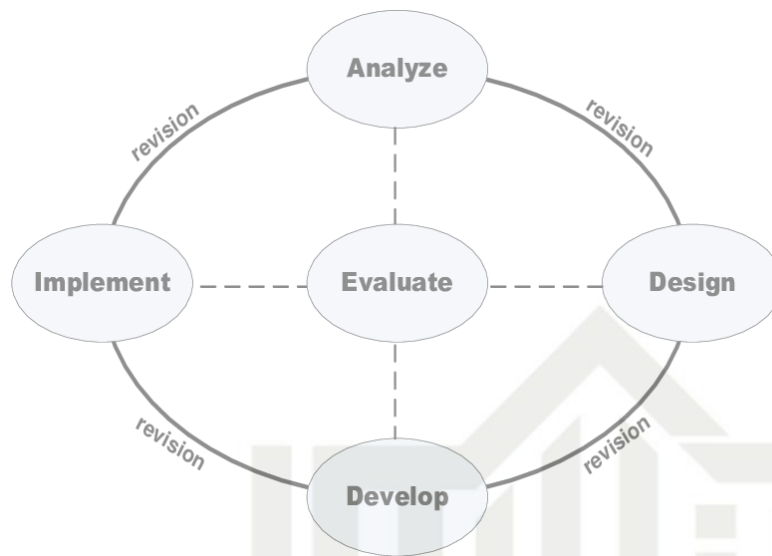 Analyze
revision
revision
Implement
Evaluate
Design
revision
revision
Develop